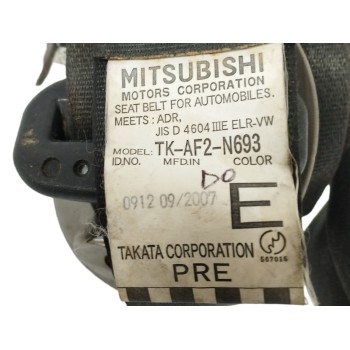 MITSUBISHI
MOTORS CORPORATION
SEAT BELT FOR AUTOMOBILES.
MEETS: ADR,
JIS D 4604 IIIE ELR-VW
MODEL: TK-AF2-N693
ID.NO. MFD.IN COLOR
DO
0912 09/2007 E
TAKATA CORPORATION
PRE